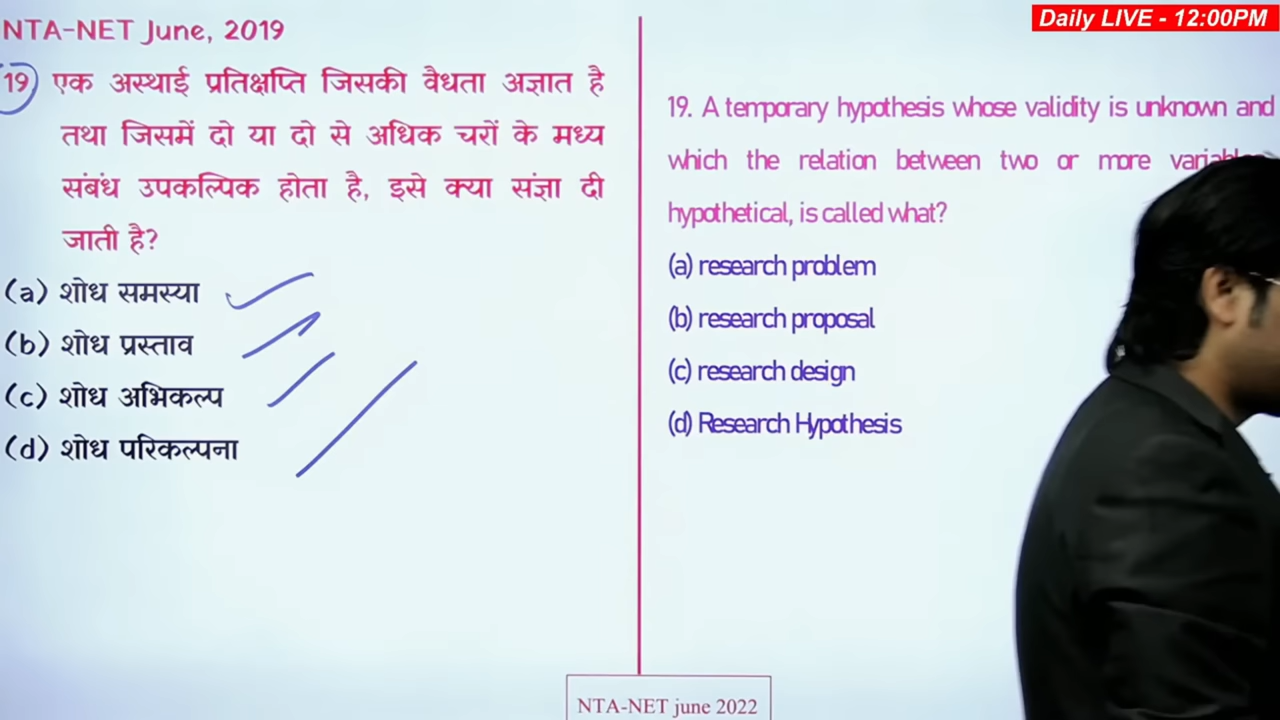 Daily LIVE - 12:00PM
NTA-NET June, 2019
19) एक अस्थाई प्रतिक्षप्ति जिसकी वैधता अज्ञात है
तथा जिसमें दो या दो से अधिक चरों के मध्य
संबंध उपकल्पिक होता है, इसे क्या संज्ञा दी
जाती है?
(a) शोध समस्या
(b) शोध प्रस्ताव
(c) शोध अभिकल्प
(d) शोध परिकल्पना
19. A temporary hypothesis whose validity is unknown and
which the relation between two or more
hypothetical, is called what?
(a) research problem
(b) research proposal
(c) research design
(d) Research Hypothesis
NTA-NET june 2022